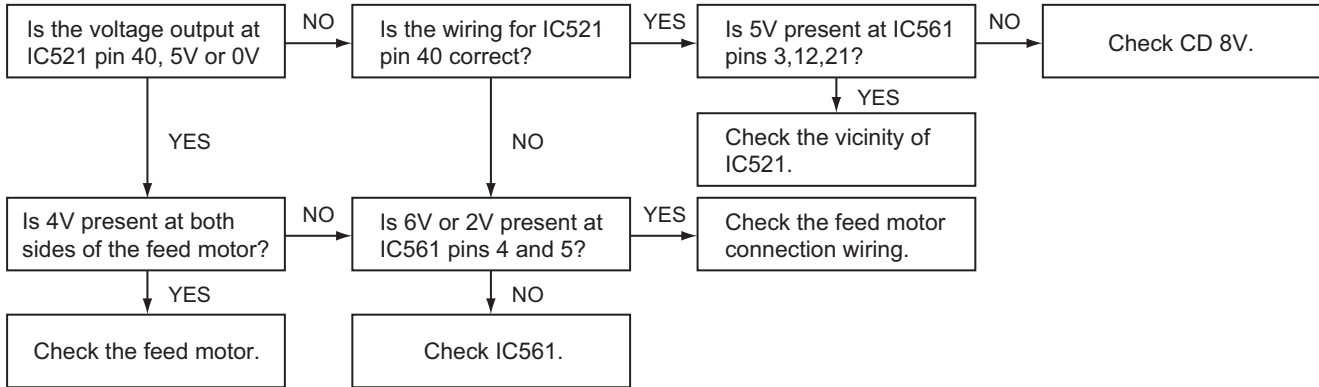 Is the voltage output at
IC521 pin 40, 5V or 0V
NO
Is the wiring for IC521
pin 40 correct?
YES
Is 5V present at IC561
pins 3,12,21?
NO
Check CD 8V.
YES
NO
YES
Check the vicinity of
IC521.
Is 4V present at both
sides of the feed motor?
NO
Is 6V or 2V present at
IC561 pins 4 and 5?
YES
Check the feed motor
connection wiring.
YES
NO
Check the feed motor.
Check IC561.